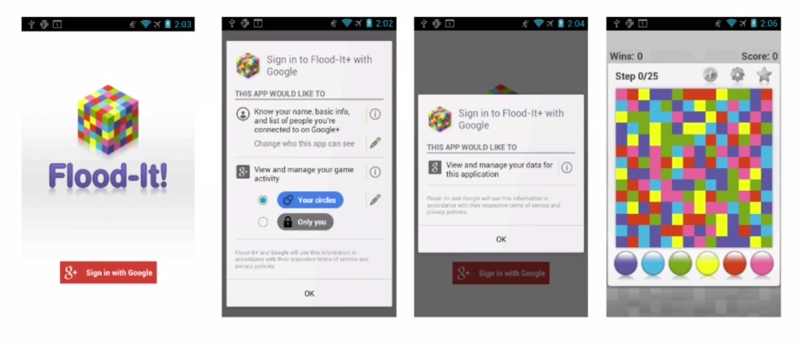 2:03
Flood-It!
g+ Sign in with Google
2:02
Sign in to Flood-It+ with
Google
THIS APP WOULD LIKE TO
Know your name, basic info,
and list of people you're
connected to on Google+
Change who this app can see
View and manage your game
activity
Your circles
Only you
Flood-It+ and Google will use this information in
accordance with their respective terms of service and
privacy policies.
OK
2:04
Sign in to Flood-It+ with
Google
THIS APP WOULD LIKE TO
View and manage your data for
this application
Flood-It+ and Google will use this information in
accordance with their respective terms of service and
privacy policies.
OK
g+ Sign in with Google
2:06
Wins: 0 Score: 0
Step 0/25